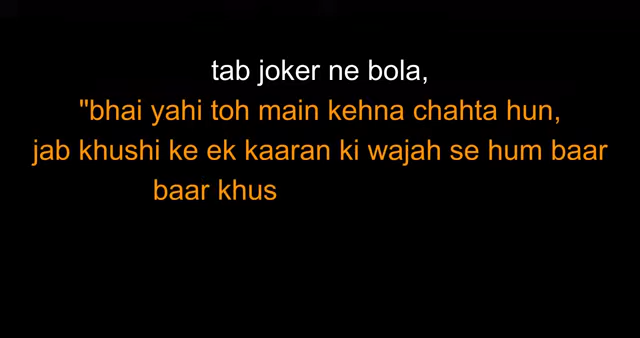 tab joker ne bola,
"bhai yahi toh main kehna chahta hun,
jab khushi ke ek kaaran ki wajah se hum baar
baar khus